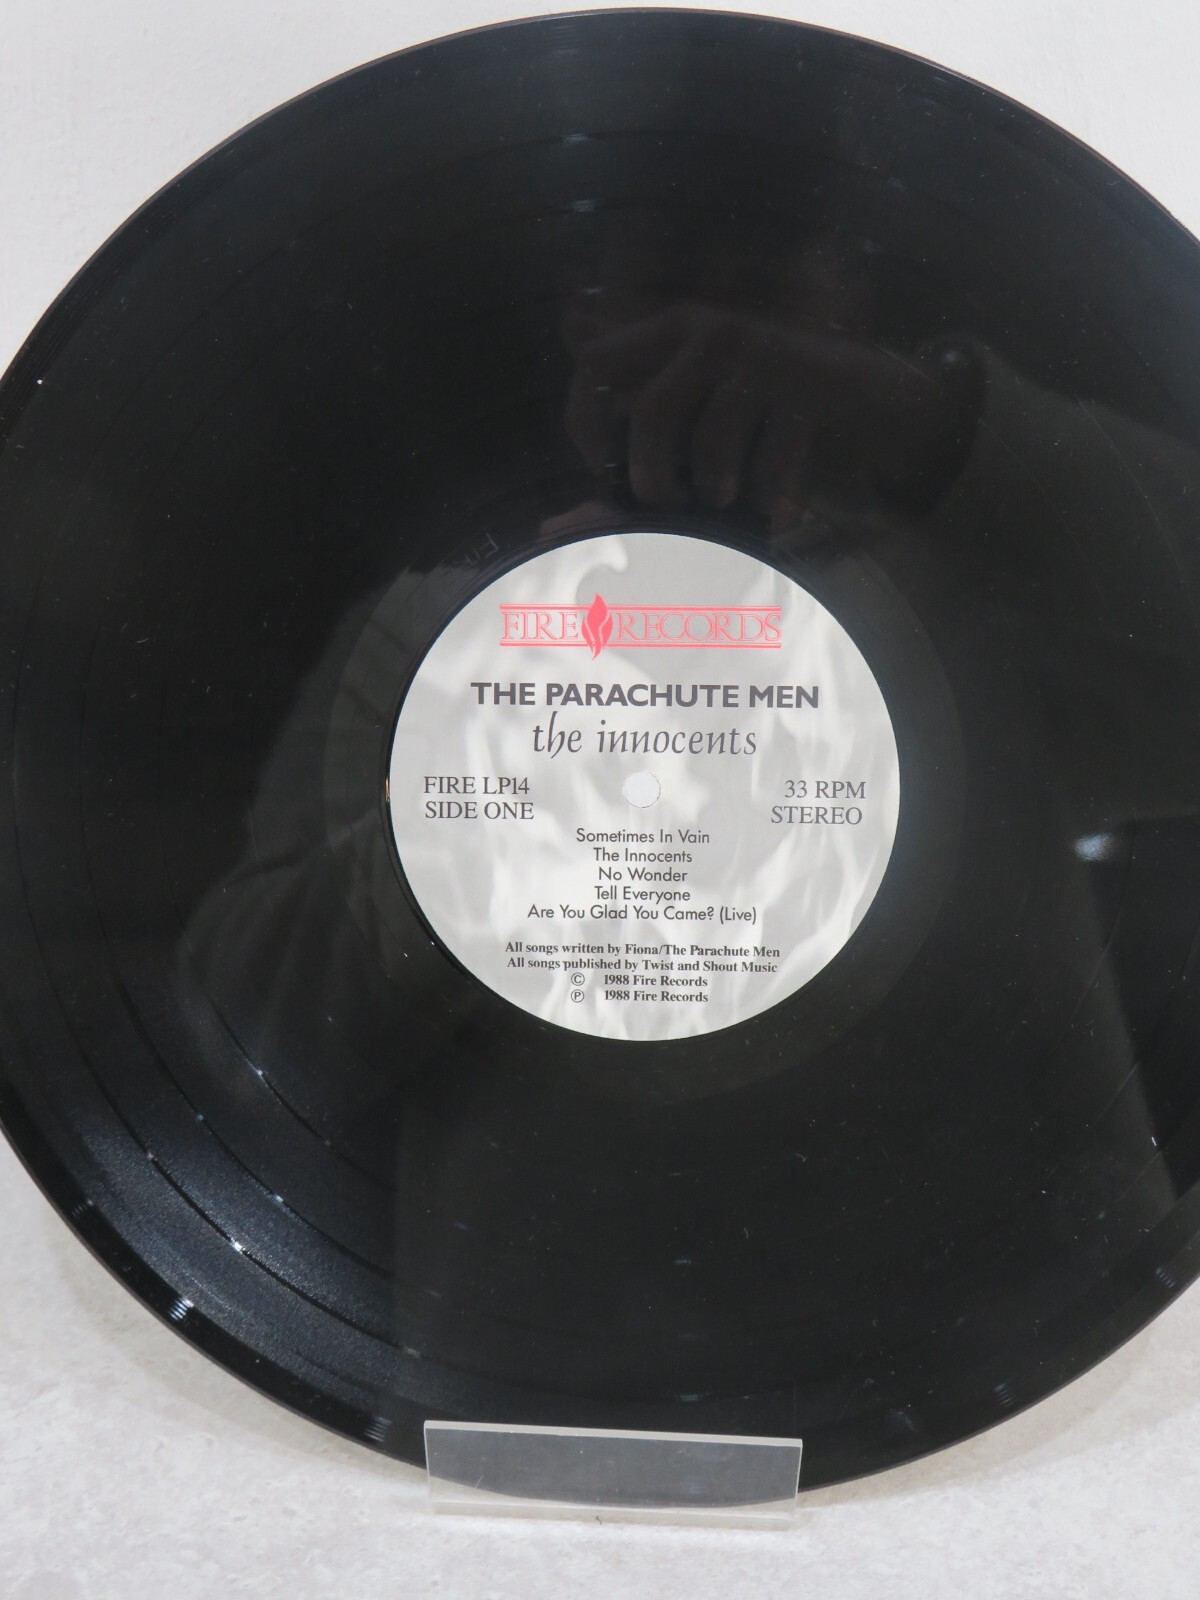 FIRE RECORDS
THE PARACHUTE MEN
the innocents
FIRE LP14
SIDE ONE
33 RPM
STEREO
Sometimes In Vain
The Innocents
No Wonder
Tell Everyone
Are You Glad You Came? (Live)
All songs written by Fiona/The Parachute Men
All songs published by Twist and Shout Music
© 1988 Fire Records
℗ 1988 Fire Records